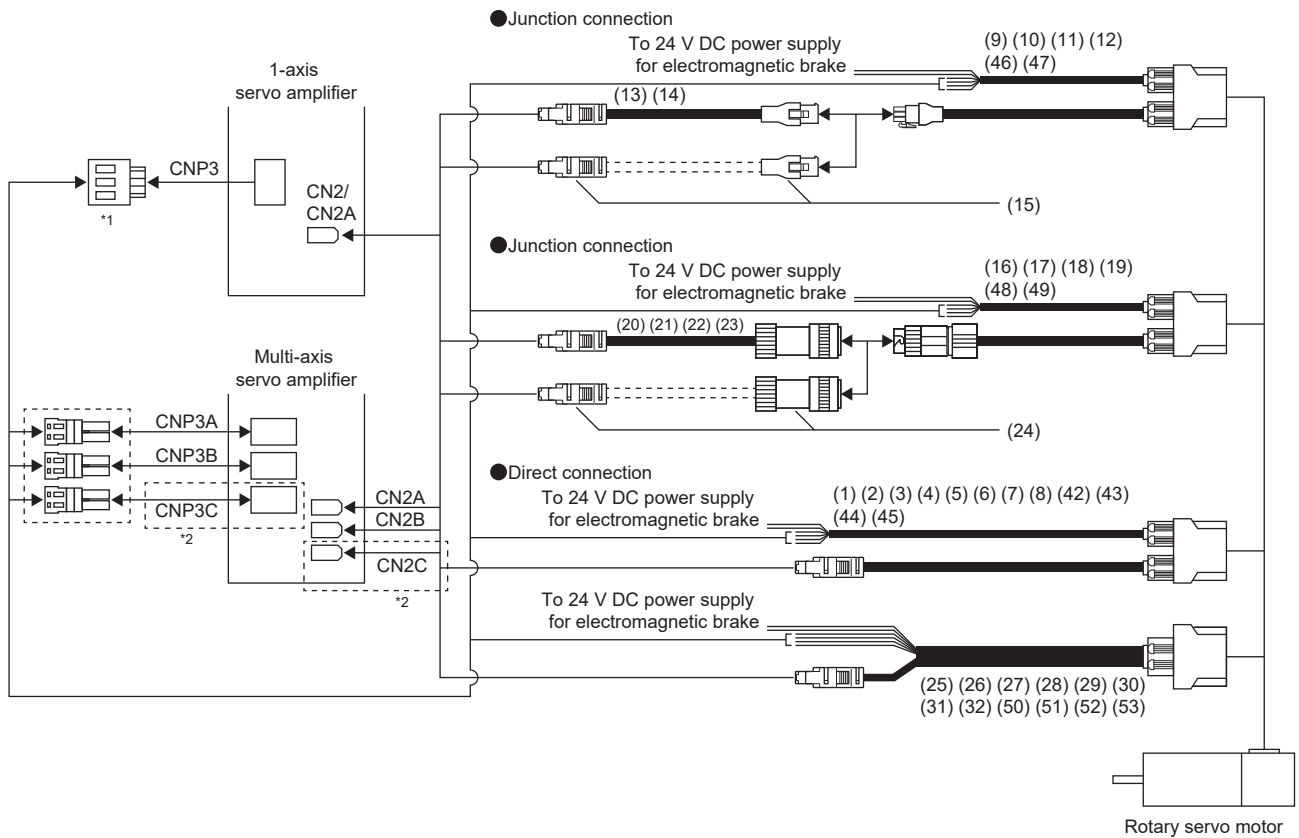 ●Junction connection
To 24 V DC power supply
for electromagnetic brake
(9) (10) (11) (12)
(46) (47)
1-axis
servo amplifier
(13) (14)
CNP3
*1
CN2/
CN2A
(15)
●Junction connection
To 24 V DC power supply
for electromagnetic brake
(16) (17) (18) (19)
(48) (49)
(20) (21) (22) (23)
Multi-axis
servo amplifier
CNP3A
CNP3B
CNP3C
*2
(24)
●Direct connection
To 24 V DC power supply
for electromagnetic brake
(1) (2) (3) (4) (5) (6) (7) (8) (42) (43)
(44) (45)
CN2A
CN2B
CN2C
*2
To 24 V DC power supply
for electromagnetic brake
(25) (26) (27) (28) (29) (30)
(31) (32) (50) (51) (52) (53)
Rotary servo motor